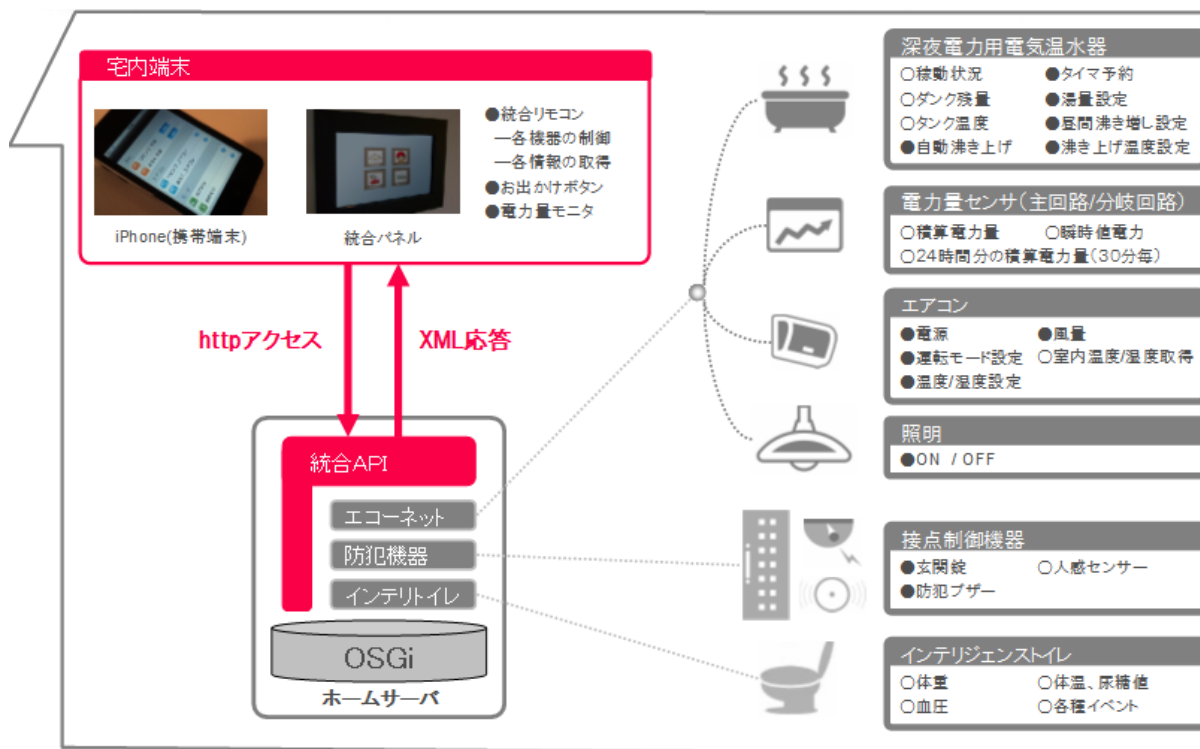 宅内端末
●統合リモコン
―各機器の制御
―各情報の取得
●お出かけボタン
●電力量モニタ
iPhone(携帯端末)
統合パネル
httpアクセス
XML応答
統合API
エコーネット
防犯機器
インテリトイレ
OSGi
ホームサーバ
深夜電力用電気温水器
○稼動状況 ●タイマ予約
○ダンク残量 ●湯量設定
○タンク温度 ●昼間沸き増し設定
●自動沸き上げ ●沸き上げ温度設定
電力量センサ(主回路/分岐回路)
○積算電力量 ○瞬時値電力
○24時間分の積算電力量(30分毎)
エアコン
●電源 ●風量
●運転モード設定 ○室内温度/湿度取得
●温度/湿度設定
照明
●ON / OFF
接点制御機器
●玄関錠 ○人感センサー
●防犯ブザー
インテリジェンストイレ
○体重 ○体温、尿糖値
○血圧 ○各種イベント